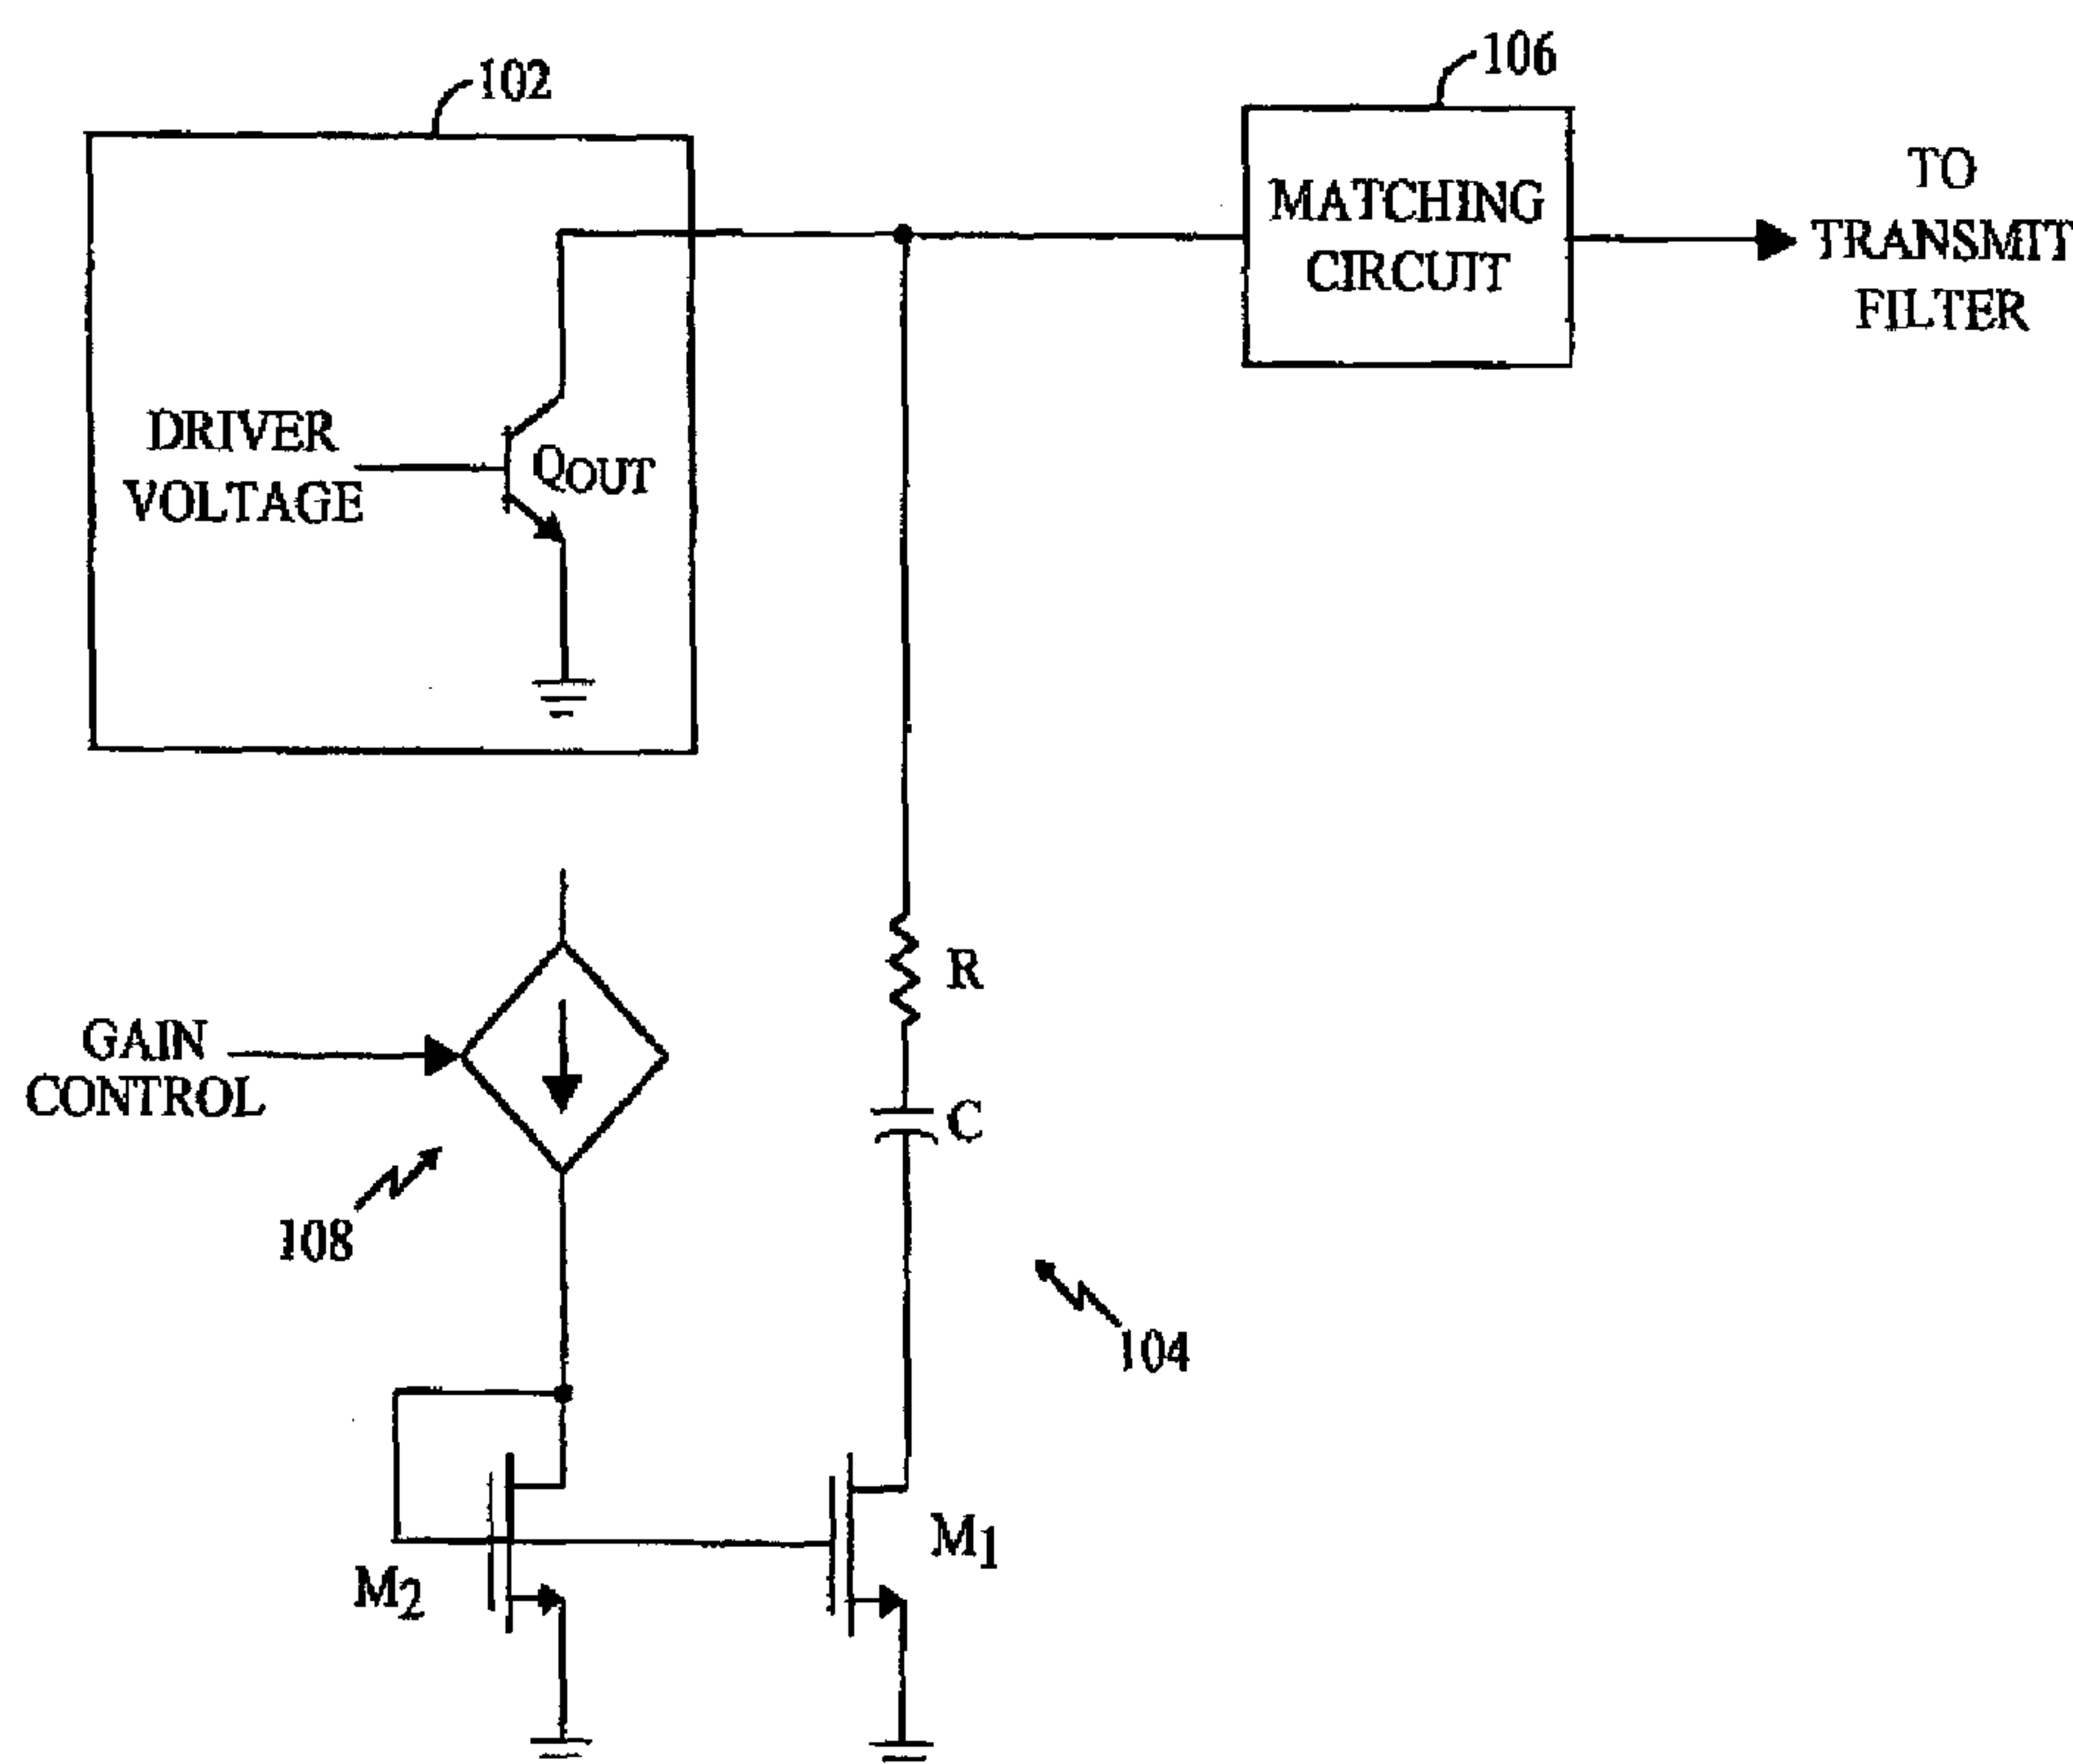 102
106
MATCHING
CIRCUIT
TO
TRANSMIT
FILTER
DRIVER
VOLTAGE
QOUT
R
GAIN
CONTROL
C
108
104
M1
M2